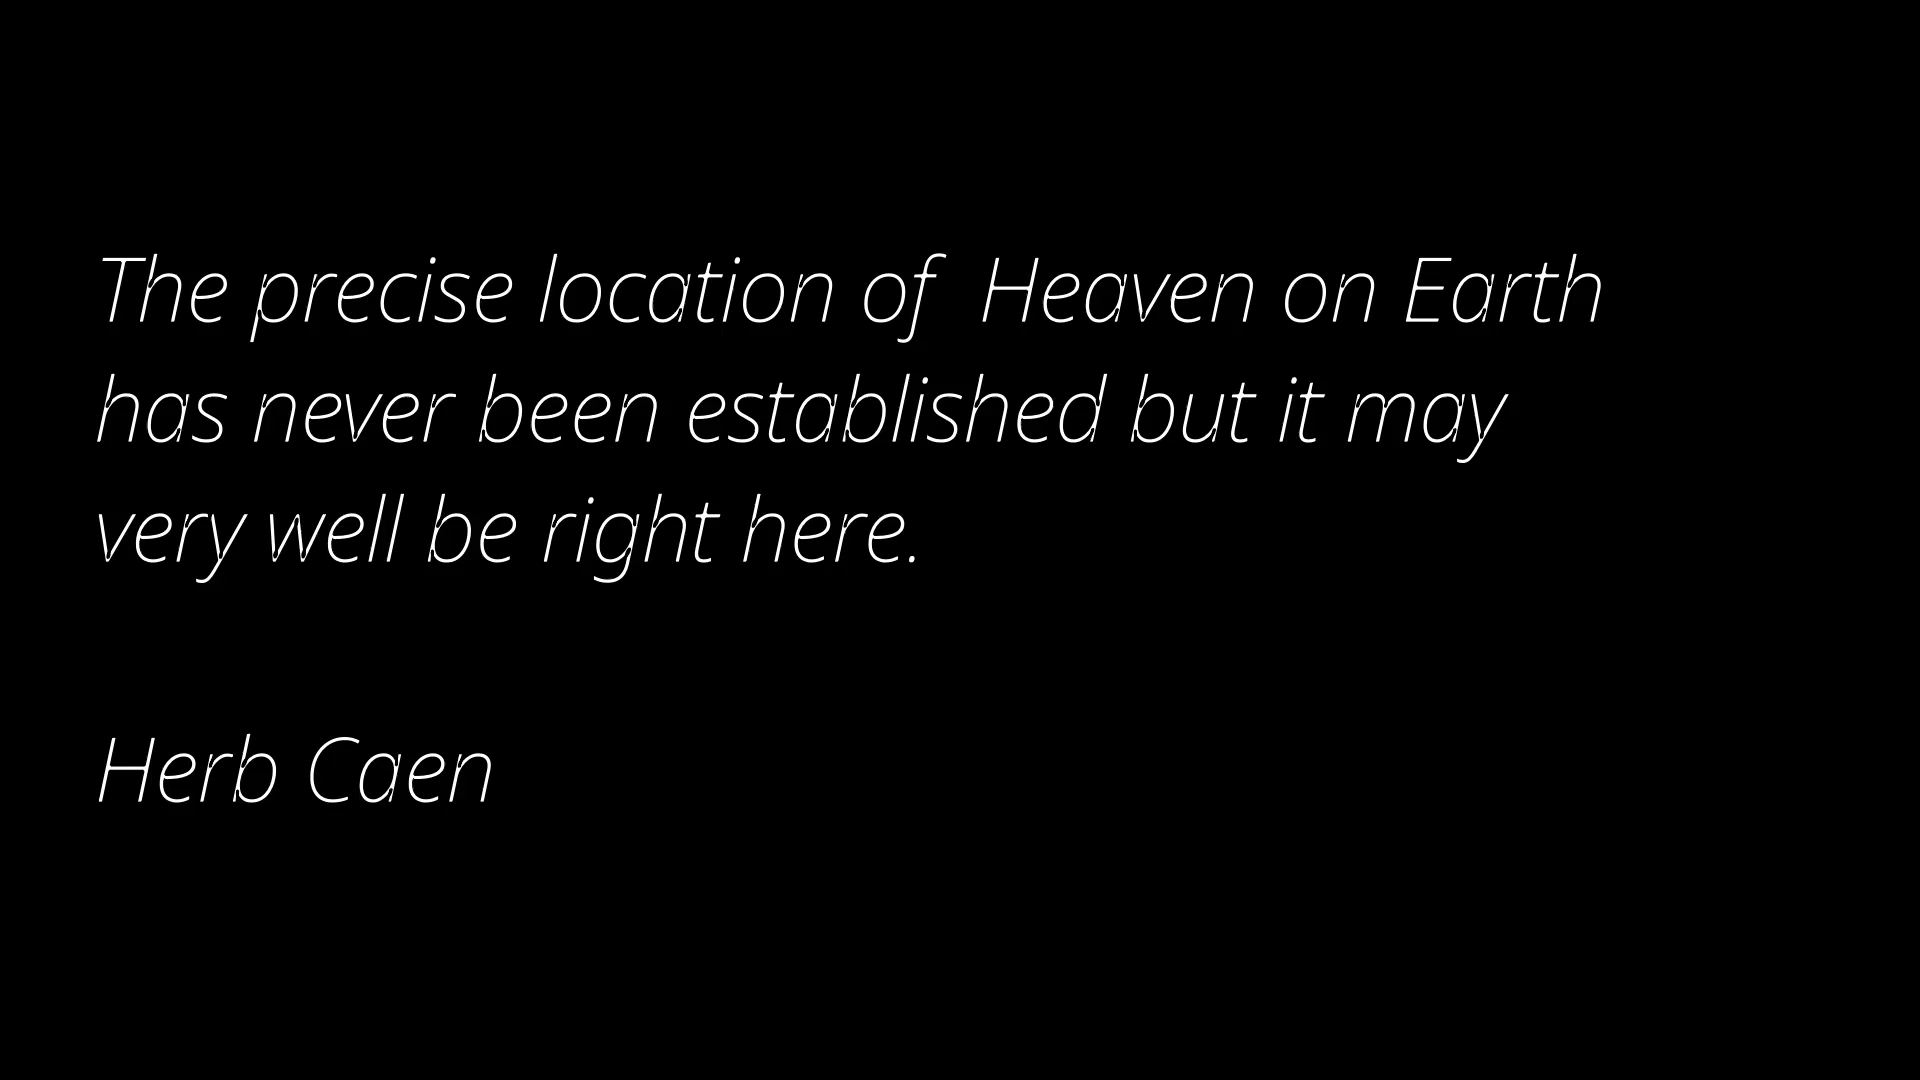 The precise location of  Heaven on Earth
has never been established but it may
very well be right here.
Herb Caen